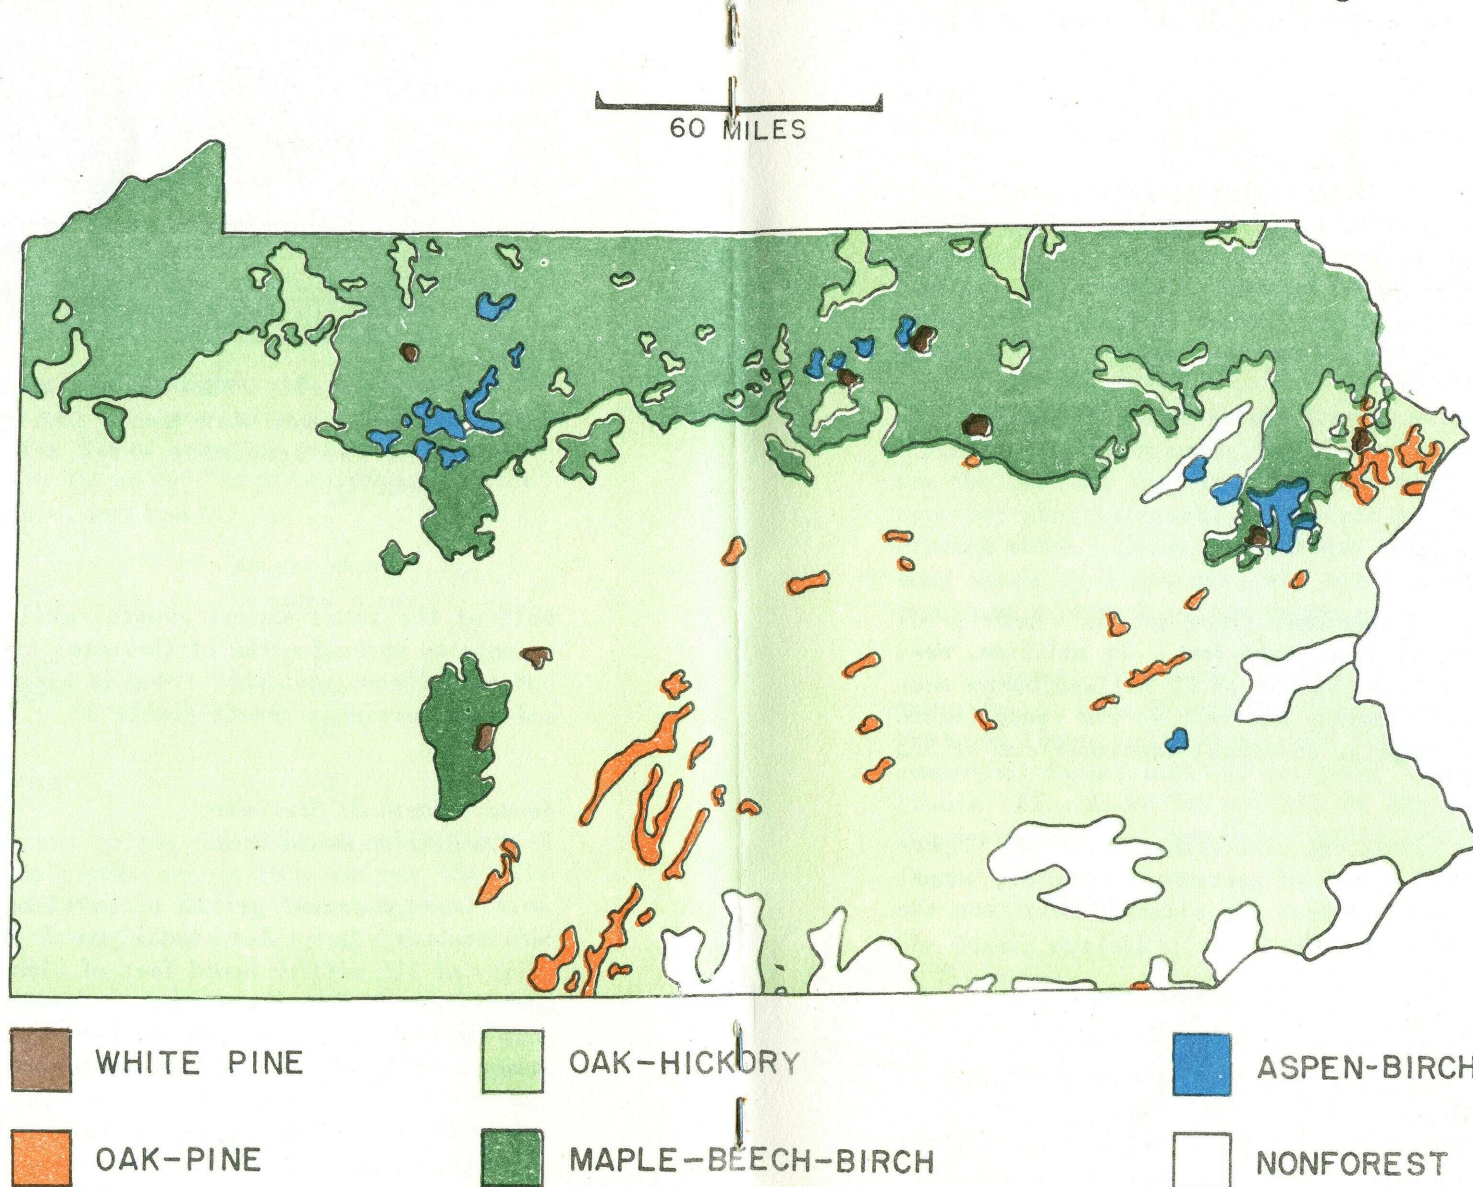 60 MILES
WHITE PINE
OAK-HICKORY
ASPEN-BIRCH
OAK-PINE
MAPLE-BEECH-BIRCH
NONFOREST